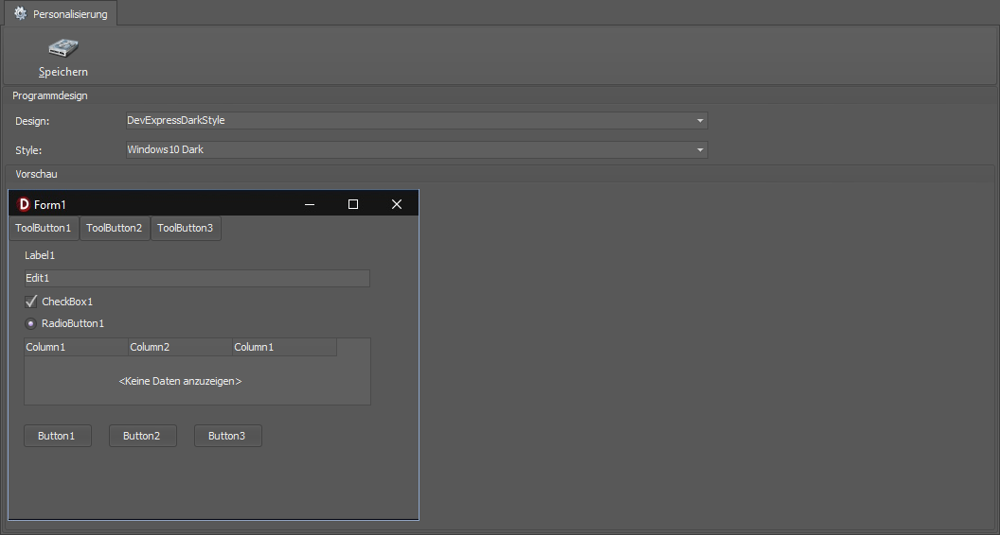 Personalisierung
Speichern
Programmdesign
Design: DevExpressDarkStyle
Style: Windows10 Dark
Vorschau
D Form1
ToolButton1 ToolButton2 ToolButton3
Label1
Edit1
CheckBox1
RadioButton1
Column1 Column2 Column1
<Keine Daten anzuzeigen>
Button1 Button2 Button3